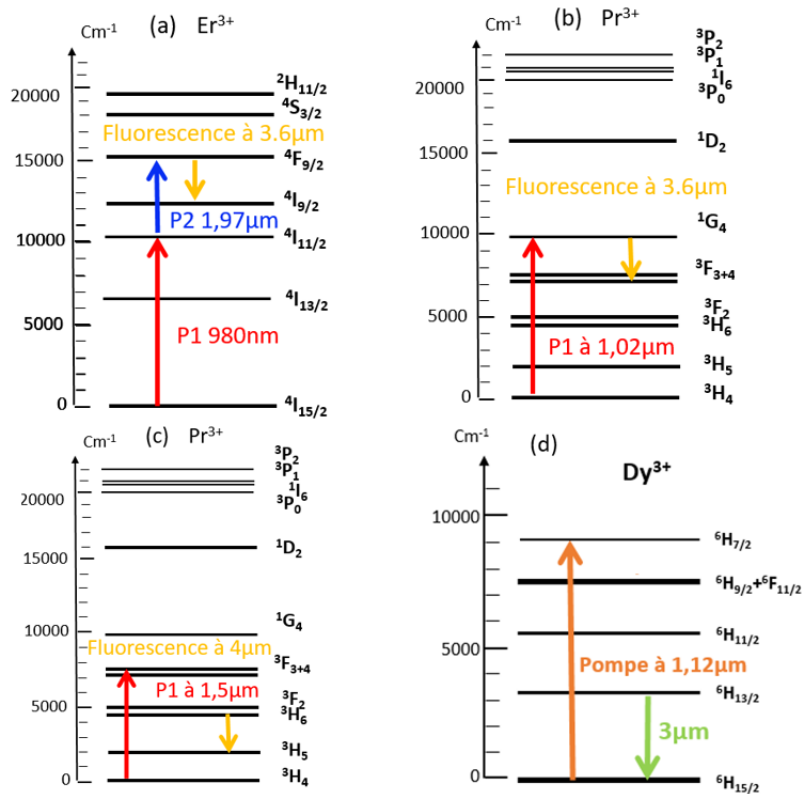 Cm⁻¹ (a) Er³⁺
20000
15000
10000
5000
0
²H₁₁/₂
⁴S₃/₂
Fluorescence à 3.6µm
⁴F₉/₂
⁴I₉/₂
P2 1,97µm
⁴I₁₁/₂
⁴I₁₃/₂
P1 980nm
⁴I₁₅/₂
Cm⁻¹ (b) Pr³⁺
20000
15000
10000
5000
0
³P₂
³P₁
¹I₆
³P₀
¹D₂
Fluorescence à 3.6µm
¹G₄
³F₃₊₄
³F₂
³H₆
P1 à 1,02µm
³H₅
³H₄
Cm⁻¹ (c) Pr³⁺
20000
15000
10000
5000
0
³P₂
³P₁
¹I₆
³P₀
¹D₂
¹G₄
Fluorescence à 4µm
³F₃₊₄
P1 à 1,5µm
³F₂
³H₆
³H₅
³H₄
Cm⁻¹ (d)
Dy³⁺
10000
5000
0
⁶H₇/₂
⁶H₉/₂+⁶F₁₁/₂
⁶H₁₁/₂
Pompe à 1,12µm
⁶H₁₃/₂
3µm
⁶H₁₅/₂